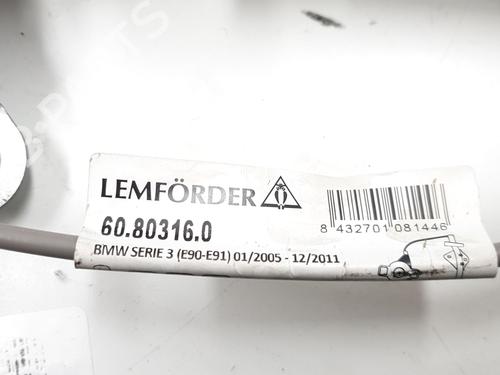 LEMFÖRDER
60.80316.0
8 432701 081446
BMW SERIE 3 (E90-E91) 01/2005 - 12/2011